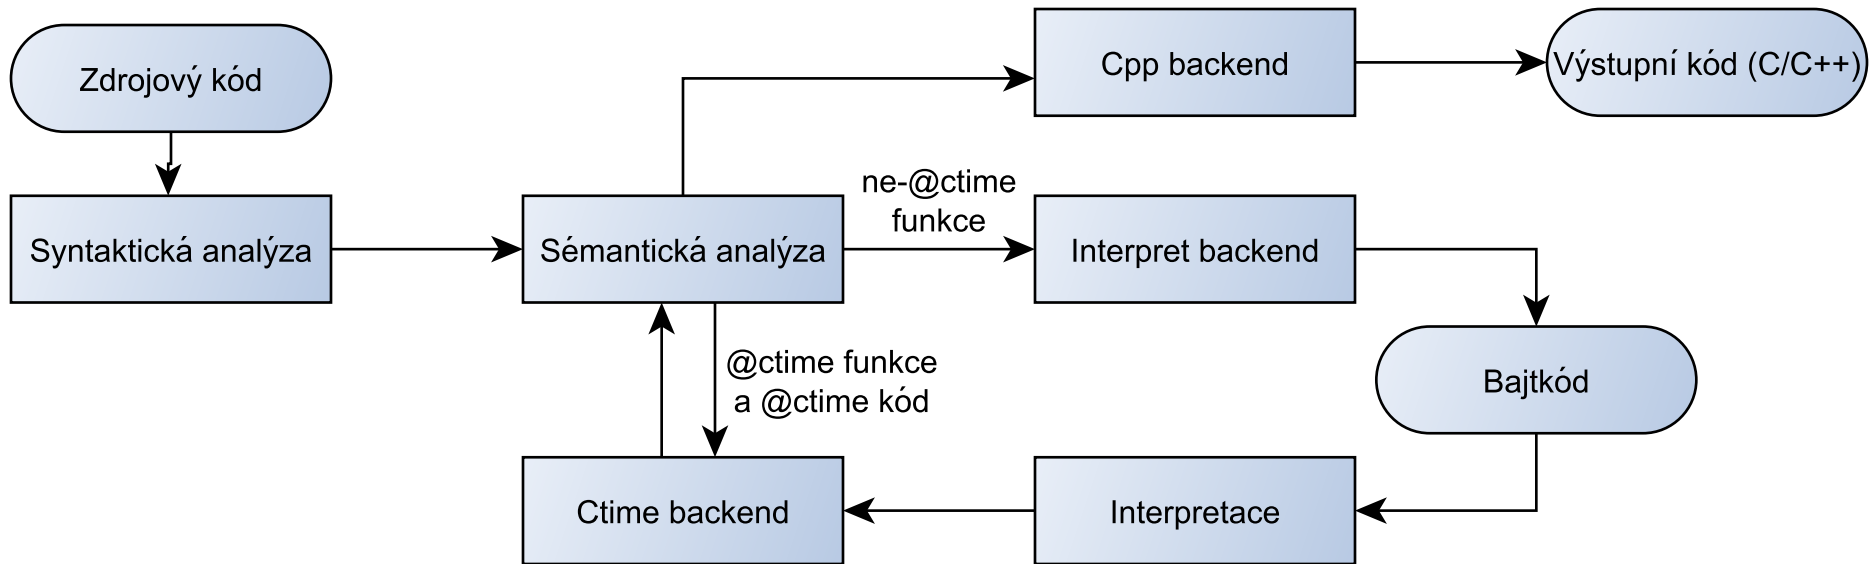 Zdrojový kód
Cpp backend
Výstupní kód (C/C++)
Syntaktická analýza
Sémantická analýza
ne-@ctime
funkce
Interpret backend
@ctime funkce
a @ctime kód
Bajtkód
Ctime backend
Interpretace